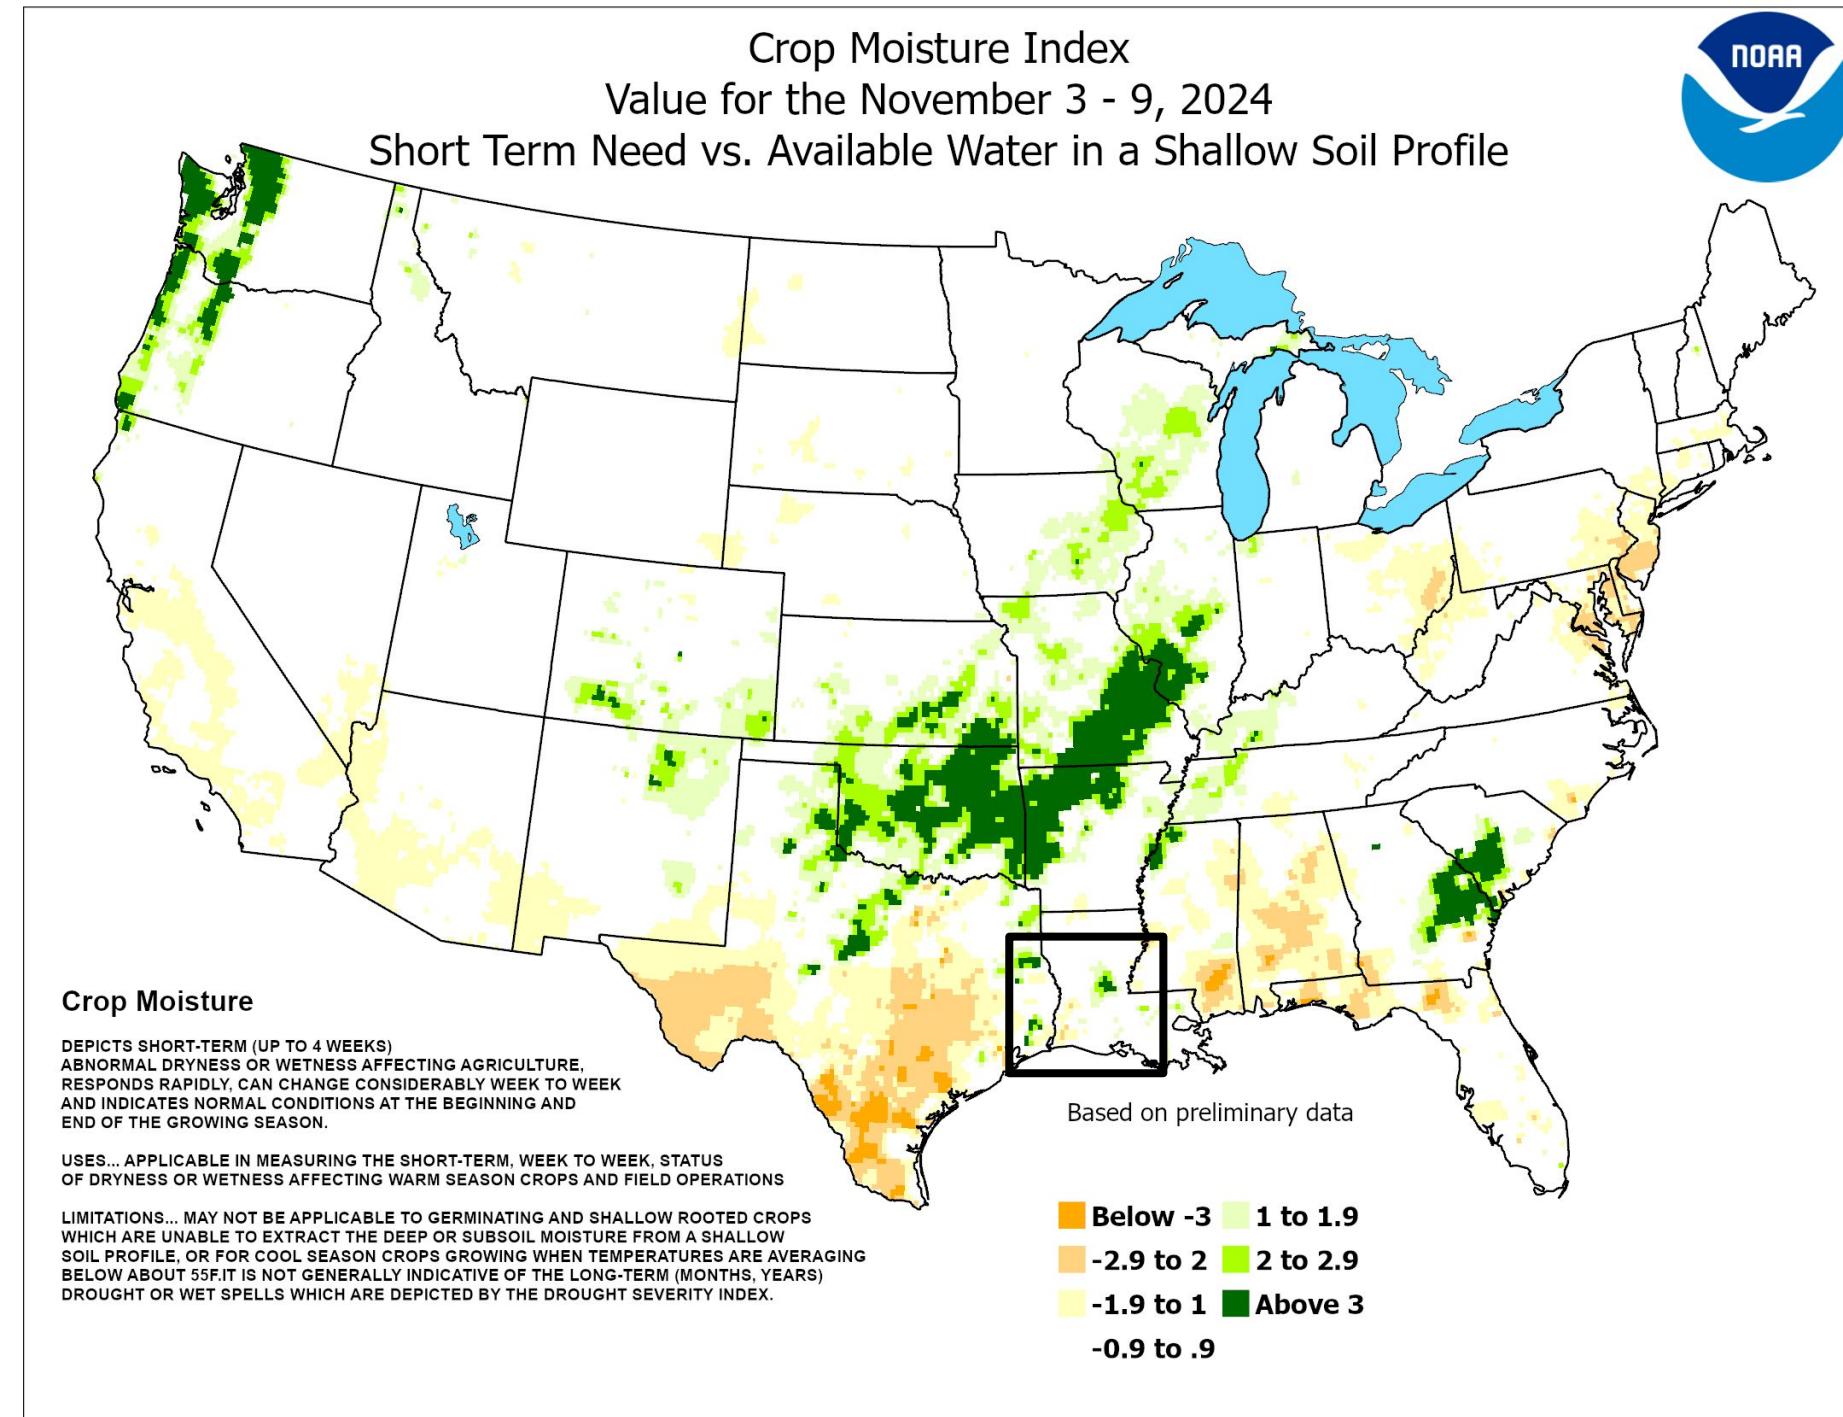 Crop Moisture Index
Value for the November 3 - 9, 2024
Short Term Need vs. Available Water in a Shallow Soil Profile
NOAA
Crop Moisture
DEPICTS SHORT-TERM (UP TO 4 WEEKS)
ABNORMAL DRYNESS OR WETNESS AFFECTING AGRICULTURE,
RESPONDS RAPIDLY, CAN CHANGE CONSIDERABLY WEEK TO WEEK
AND INDICATES NORMAL CONDITIONS AT THE BEGINNING AND
END OF THE GROWING SEASON.
USES... APPLICABLE IN MEASURING THE SHORT-TERM, WEEK TO WEEK, STATUS
OF DRYNESS OR WETNESS AFFECTING WARM SEASON CROPS AND FIELD OPERATIONS
LIMITATIONS... MAY NOT BE APPLICABLE TO GERMINATING AND SHALLOW ROOTED CROPS
WHICH ARE UNABLE TO EXTRACT THE DEEP OR SUBSOIL MOISTURE FROM A SHALLOW
SOIL PROFILE, OR FOR COOL SEASON CROPS GROWING WHEN TEMPERATURES ARE AVERAGING
BELOW ABOUT 55F.IT IS NOT GENERALLY INDICATIVE OF THE LONG-TERM (MONTHS, YEARS)
DROUGHT OR WET SPELLS WHICH ARE DEPICTED BY THE DROUGHT SEVERITY INDEX.
Based on preliminary data
Below -3
-2.9 to 2
-1.9 to 1
-0.9 to .9
1 to 1.9
2 to 2.9
Above 3